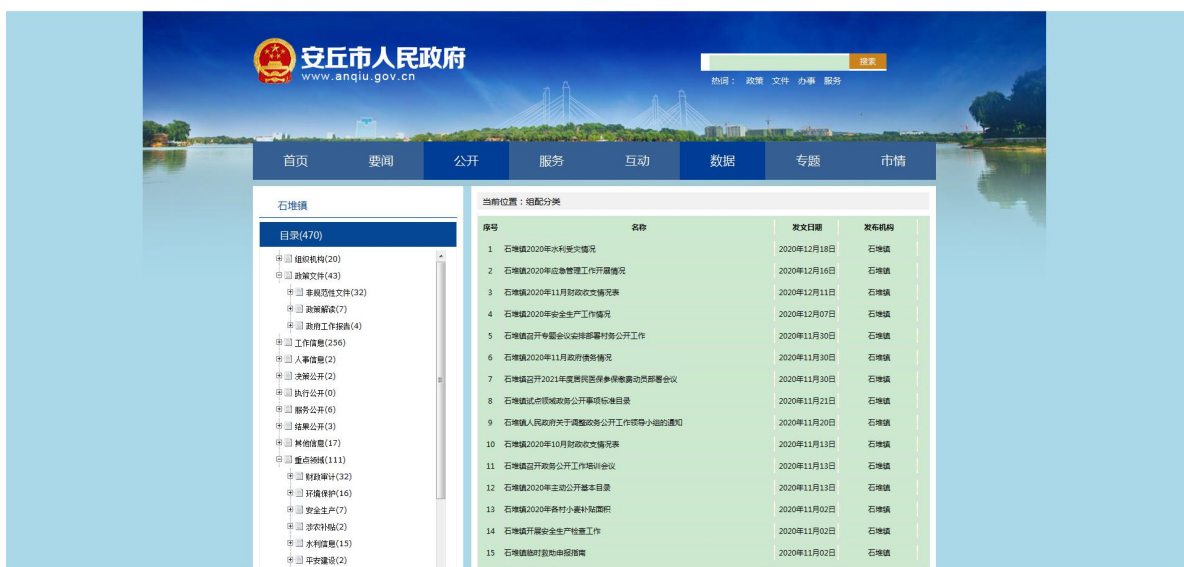 安丘市人民政府
www.anqiu.gov.cn
搜索
热词： 政策 文件 办事 服务
首页 要闻 公开 服务 互动 数据 专题 市情
石堆镇
目录(470)
组织机构(20)
政策文件(43)
非规范性文件(32)
政策解读(7)
政府工作报告(4)
工作信息(256)
人事信息(2)
决策公开(2)
执行公开(0)
服务公开(6)
结果公开(3)
其他信息(17)
重点领域(111)
财政审计(32)
环境保护(16)
安全生产(7)
涉农补贴(2)
水利信息(15)
平安建设(2)
当前位置：组配分类
序号 名称 发文日期 发布机构
1 石堆镇2020年水利受灾情况 2020年12月18日 石堆镇
2 石堆镇2020年应急管理工作开展情况 2020年12月16日 石堆镇
3 石堆镇2020年11月财政收支情况表 2020年12月11日 石堆镇
4 石堆镇2020年安全生产工作情况 2020年12月07日 石堆镇
5 石堆镇召开专题会议安排部署村务公开工作 2020年11月30日 石堆镇
6 石堆镇2020年11月政府债务情况 2020年11月30日 石堆镇
7 石堆镇召开2021年度居民医保参保缴费动员部署会议 2020年11月30日 石堆镇
8 石堆镇试点领域政务公开事项标准目录 2020年11月21日 石堆镇
9 石堆镇人民政府关于调整政务公开工作领导小组的通知 2020年11月20日 石堆镇
10 石堆镇2020年10月财政收支情况表 2020年11月13日 石堆镇
11 石堆镇召开政务公开工作培训会议 2020年11月13日 石堆镇
12 石堆镇2020年主动公开基本目录 2020年11月13日 石堆镇
13 石堆镇2020年各村小麦补贴面积 2020年11月02日 石堆镇
14 石堆镇开展安全生产检查工作 2020年11月02日 石堆镇
15 石堆镇临时救助申报指南 2020年11月02日 石堆镇